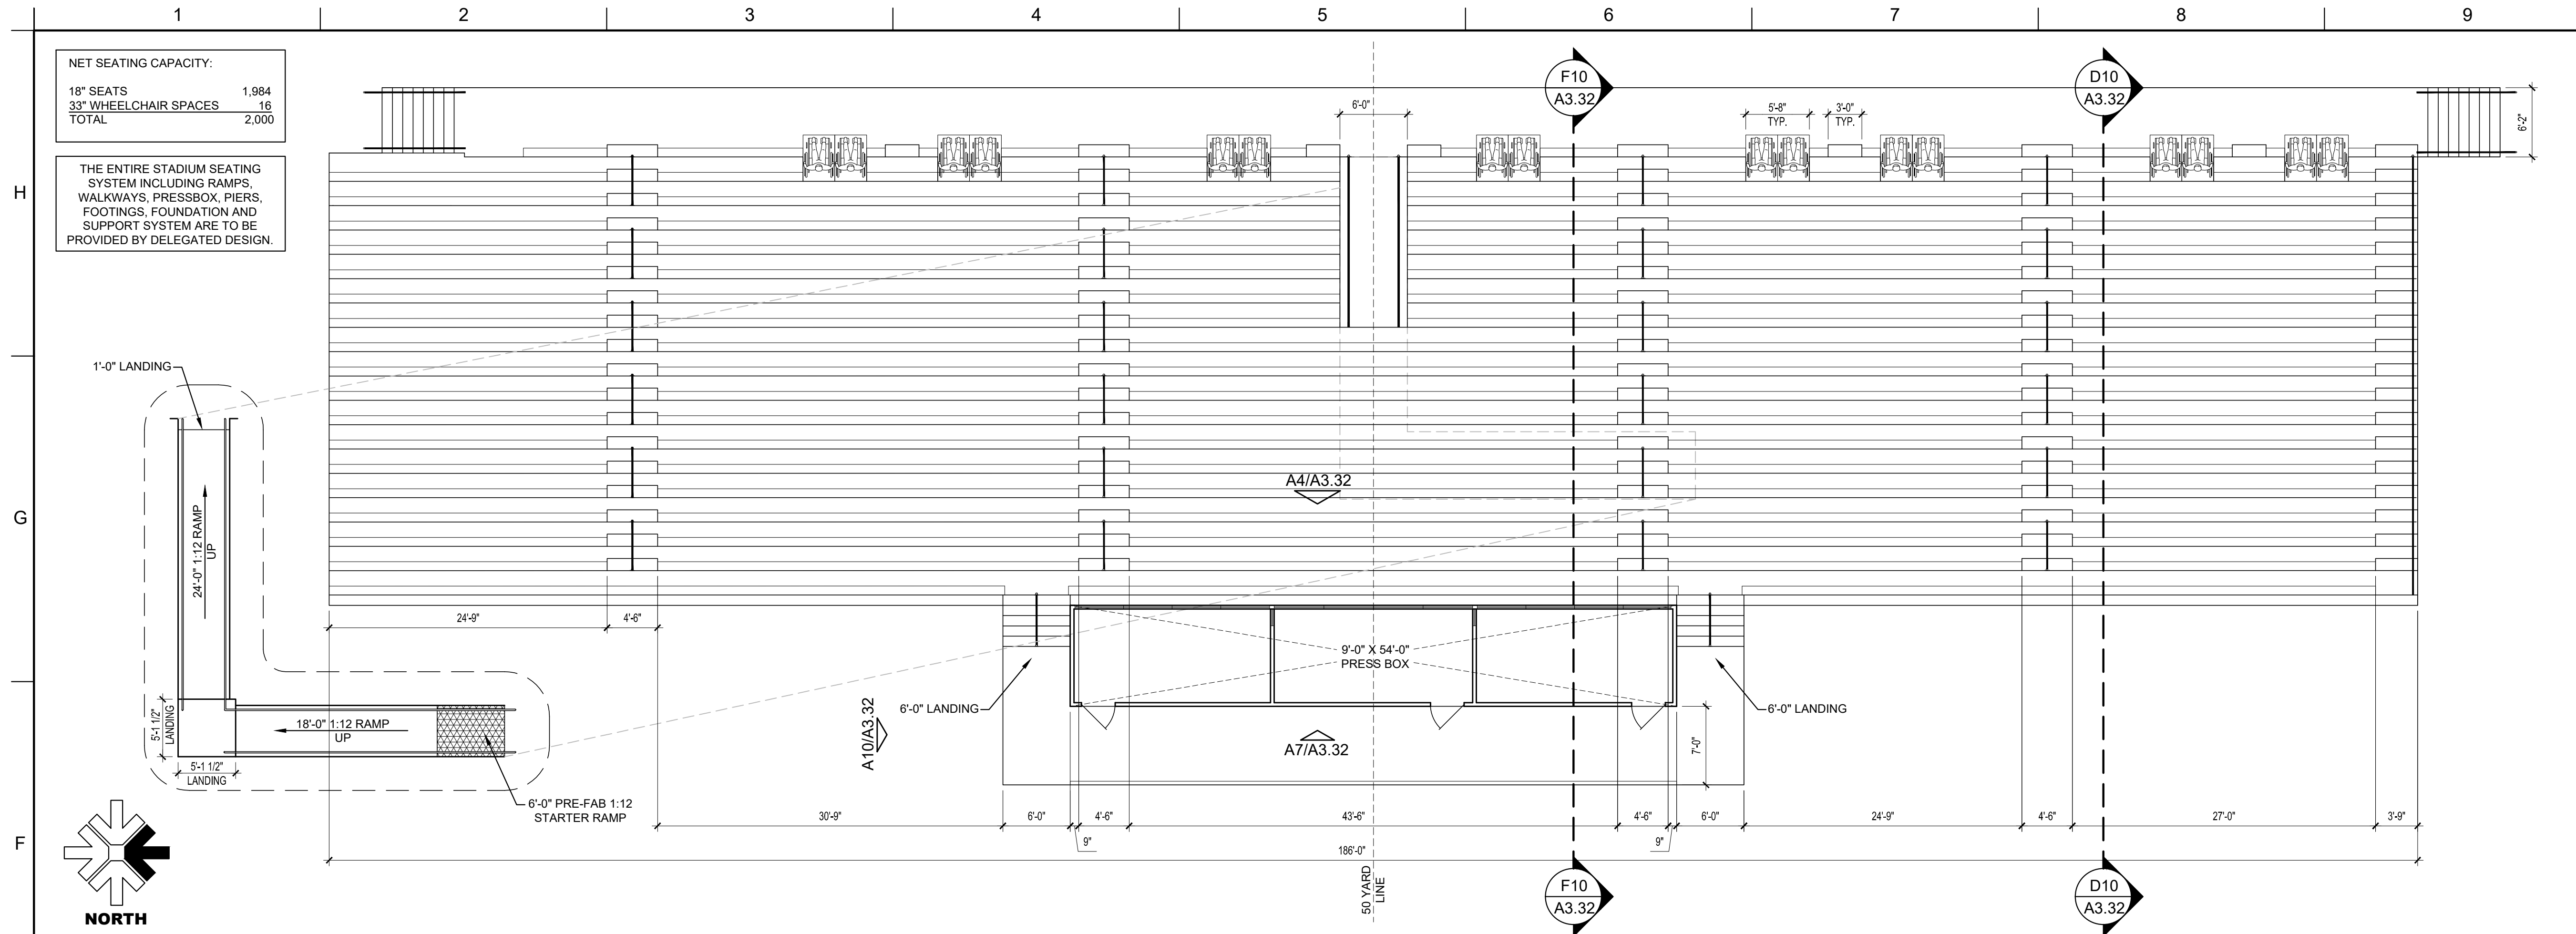 1 2 3 4 5 6 7 8 9
NET SEATING CAPACITY:
18" SEATS 1,984
33" WHEELCHAIR SPACES 16
TOTAL 2,000
THE ENTIRE STADIUM SEATING
SYSTEM INCLUDING RAMPS,
WALKWAYS, PRESSBOX, PIERS,
FOOTINGS, FOUNDATION AND
SUPPORT SYSTEM ARE TO BE
PROVIDED BY DELEGATED DESIGN.
F10
A3.32
D10
A3.32
6'-0"
5'-8"
TYP.
3'-0"
TYP.
6'-2"
H
1'-0" LANDING
A4/A3.32
G
24'-0" 1:12 RAMP
UP
24'-9"
4'-6"
9'-0" X 54'-0"
PRESS BOX
6'-0" LANDING
6'-0" LANDING
5'-1 1/2"
LANDING
18'-0" 1:12 RAMP
UP
5'-1 1/2"
LANDING
A10/A3.32
A7/A3.32
7'-0"
6'-0" PRE-FAB 1:12
STARTER RAMP
F
30'-9"
6'-0"
4'-6"
43'-6"
4'-6"
6'-0"
24'-9"
4'-6"
27'-0"
3'-9"
9"
9"
186'-0"
50 YARD
LINE
F10
A3.32
D10
A3.32
NORTH